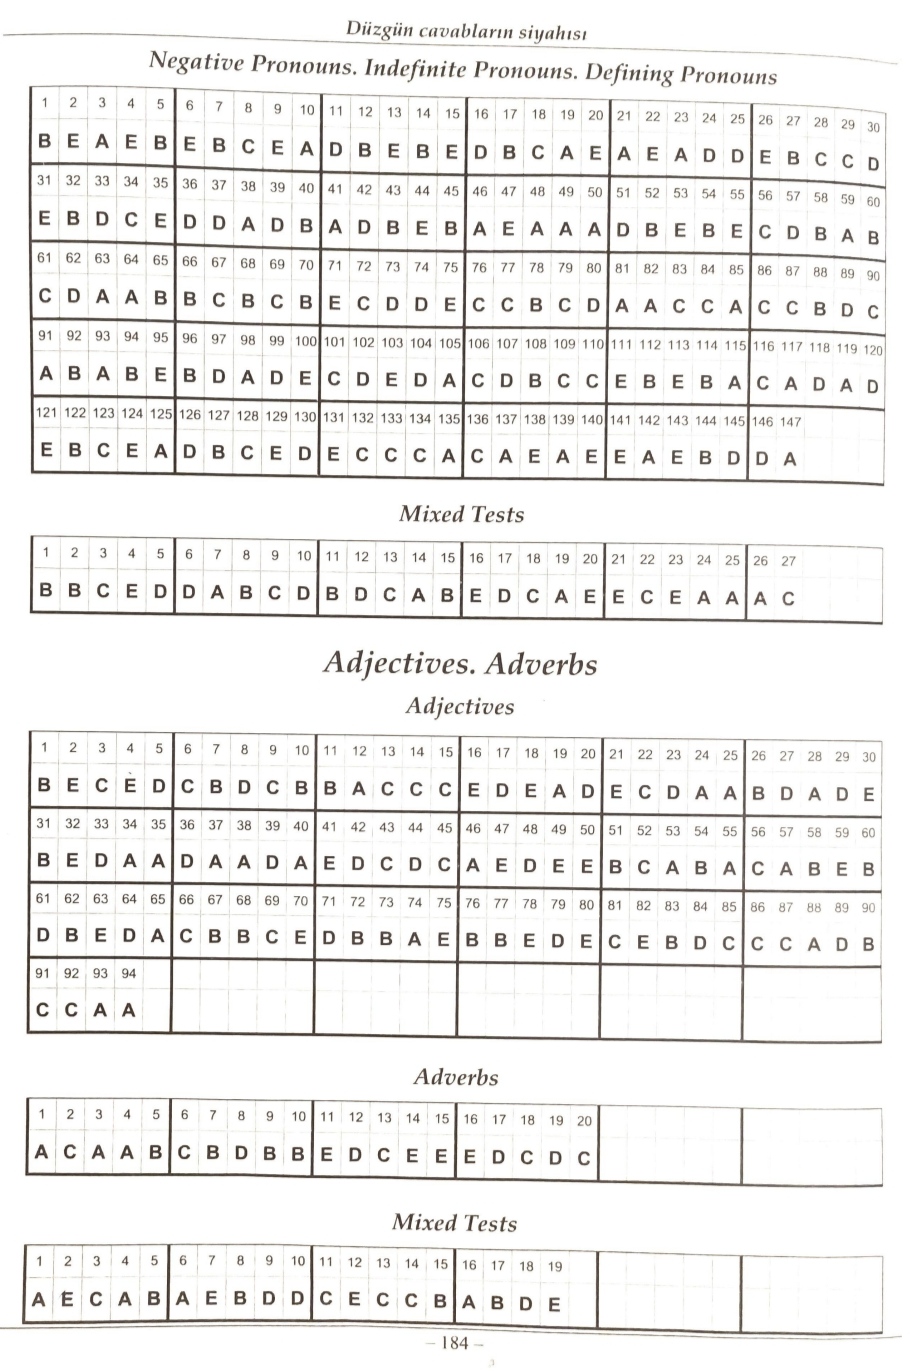 Düzgün cavabların siyahısı
Negative Pronouns. Indefinite Pronouns. Defining Pronouns
1 2 3 4 5 6 7 8 9 10 11 12 13 14 15 16 17 18 19 20 21 22 23 24 25 26 27 28 29 30
B E A E B E B C E A D B E B E D B C A E A E A D D E B C C D
31 32 33 34 35 36 37 38 39 40 41 42 43 44 45 46 47 48 49 50 51 52 53 54 55 56 57 58 59 60
E B D C E D D A D B A D B E B A E A A A D B E B E C D B A B
61 62 63 64 65 66 67 68 69 70 71 72 73 74 75 76 77 78 79 80 81 82 83 84 85 86 87 88 89 90
C D A A B B C B C B E C D D E C C B C D A A C C A C C B D C
91 92 93 94 95 96 97 98 99 100 101 102 103 104 105 106 107 108 109 110 111 112 113 114 115 116 117 118 119 120
A B A B E B D A D E C D E D A C D B C C E B E B A C A D A D
121 122 123 124 125 126 127 128 129 130 131 132 133 134 135 136 137 138 139 140 141 142 143 144 145 146 147
E B C E A D B C E D E C C C A C A E A E E A E B D D A
Mixed Tests
1 2 3 4 5 6 7 8 9 10 11 12 13 14 15 16 17 18 19 20 21 22 23 24 25 26 27
B B C E D D A B C D B D C A B E D C A E E C E A A A C
Adjectives. Adverbs
Adjectives
1 2 3 4 5 6 7 8 9 10 11 12 13 14 15 16 17 18 19 20 21 22 23 24 25 26 27 28 29 30
B E C E D C B D C B B A C C C E D E A D E C D A A B D A D E
31 32 33 34 35 36 37 38 39 40 41 42 43 44 45 46 47 48 49 50 51 52 53 54 55 56 57 58 59 60
B E D A A D A A D A E D C D C A E D E E B C A B A C A B E B
61 62 63 64 65 66 67 68 69 70 71 72 73 74 75 76 77 78 79 80 81 82 83 84 85 86 87 88 89 90
D B E D A C B B C E D B B A E B B E D E C E B D C C C A D B
91 92 93 94
C C A A
Adverbs
1 2 3 4 5 6 7 8 9 10 11 12 13 14 15 16 17 18 19 20
A C A A B C B D B B E D C E E E D C D C
Mixed Tests
1 2 3 4 5 6 7 8 9 10 11 12 13 14 15 16 17 18 19
A E C A B A E B D D C E C C B A B D E
– 184 –